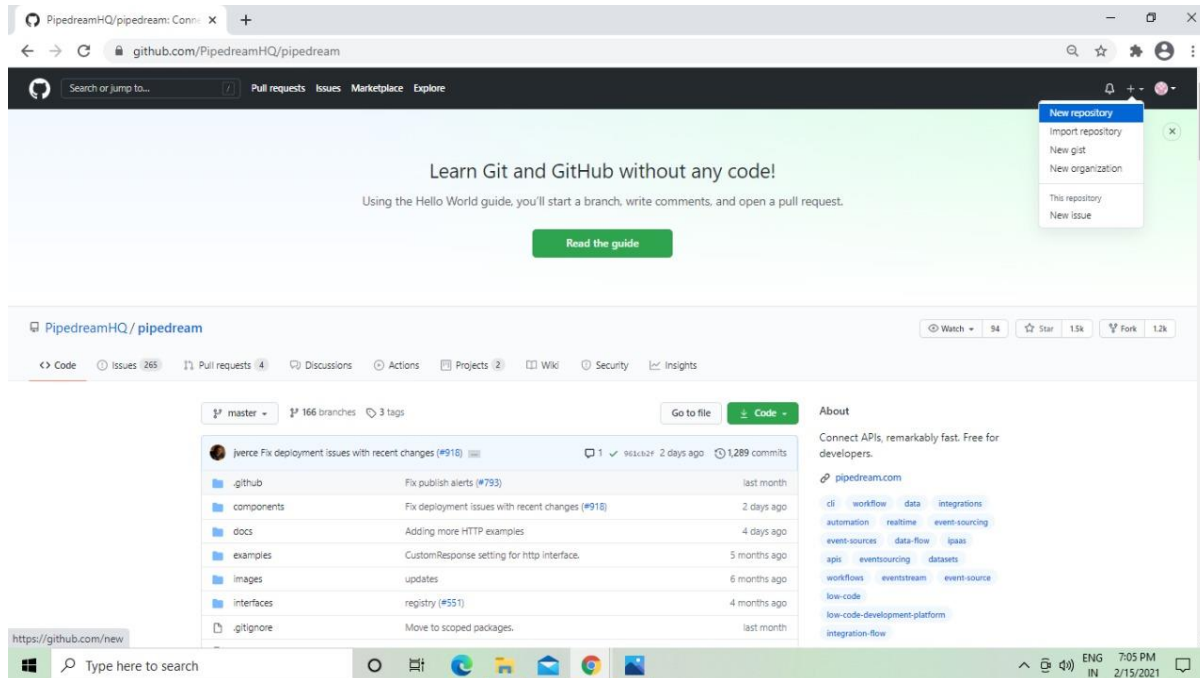 PipedreamHQ/pipedream: Conne
github.com/PipedreamHQ/pipedream
Search or jump to... / Pull requests Issues Marketplace Explore
New repository
Import repository
New gist
New organization
This repository
New issue
Learn Git and GitHub without any code!
Using the Hello World guide, you'll start a branch, write comments, and open a pull request.
Read the guide
PipedreamHQ / pipedream
Watch 94 Star 1.5k Fork 1.2k
<> Code Issues 265 Pull requests 4 Discussions Actions Projects 2 Wiki Security Insights
master 166 branches 3 tags Go to file Code
jverce Fix deployment issues with recent changes (#918) ... 1 961cb2f 2 days ago 1,289 commits
.github Fix publish alerts (#793) last month
components Fix deployment issues with recent changes (#918) 2 days ago
docs Adding more HTTP examples 4 days ago
examples CustomResponse setting for http interface. 5 months ago
images updates 6 months ago
interfaces registry (#551) 4 months ago
.gitignore Move to scoped packages. last month
About
Connect APIs, remarkably fast. Free for
developers.
pipedream.com
cli workflow data integrations
automation realtime event-sourcing
event-sources data-flow ipaas
apis eventsourcing datasets
workflows eventstream event-source
low-code
low-code-development-platform
integration-flow
https://github.com/new
Type here to search
ENG 7:05 PM
IN 2/15/2021